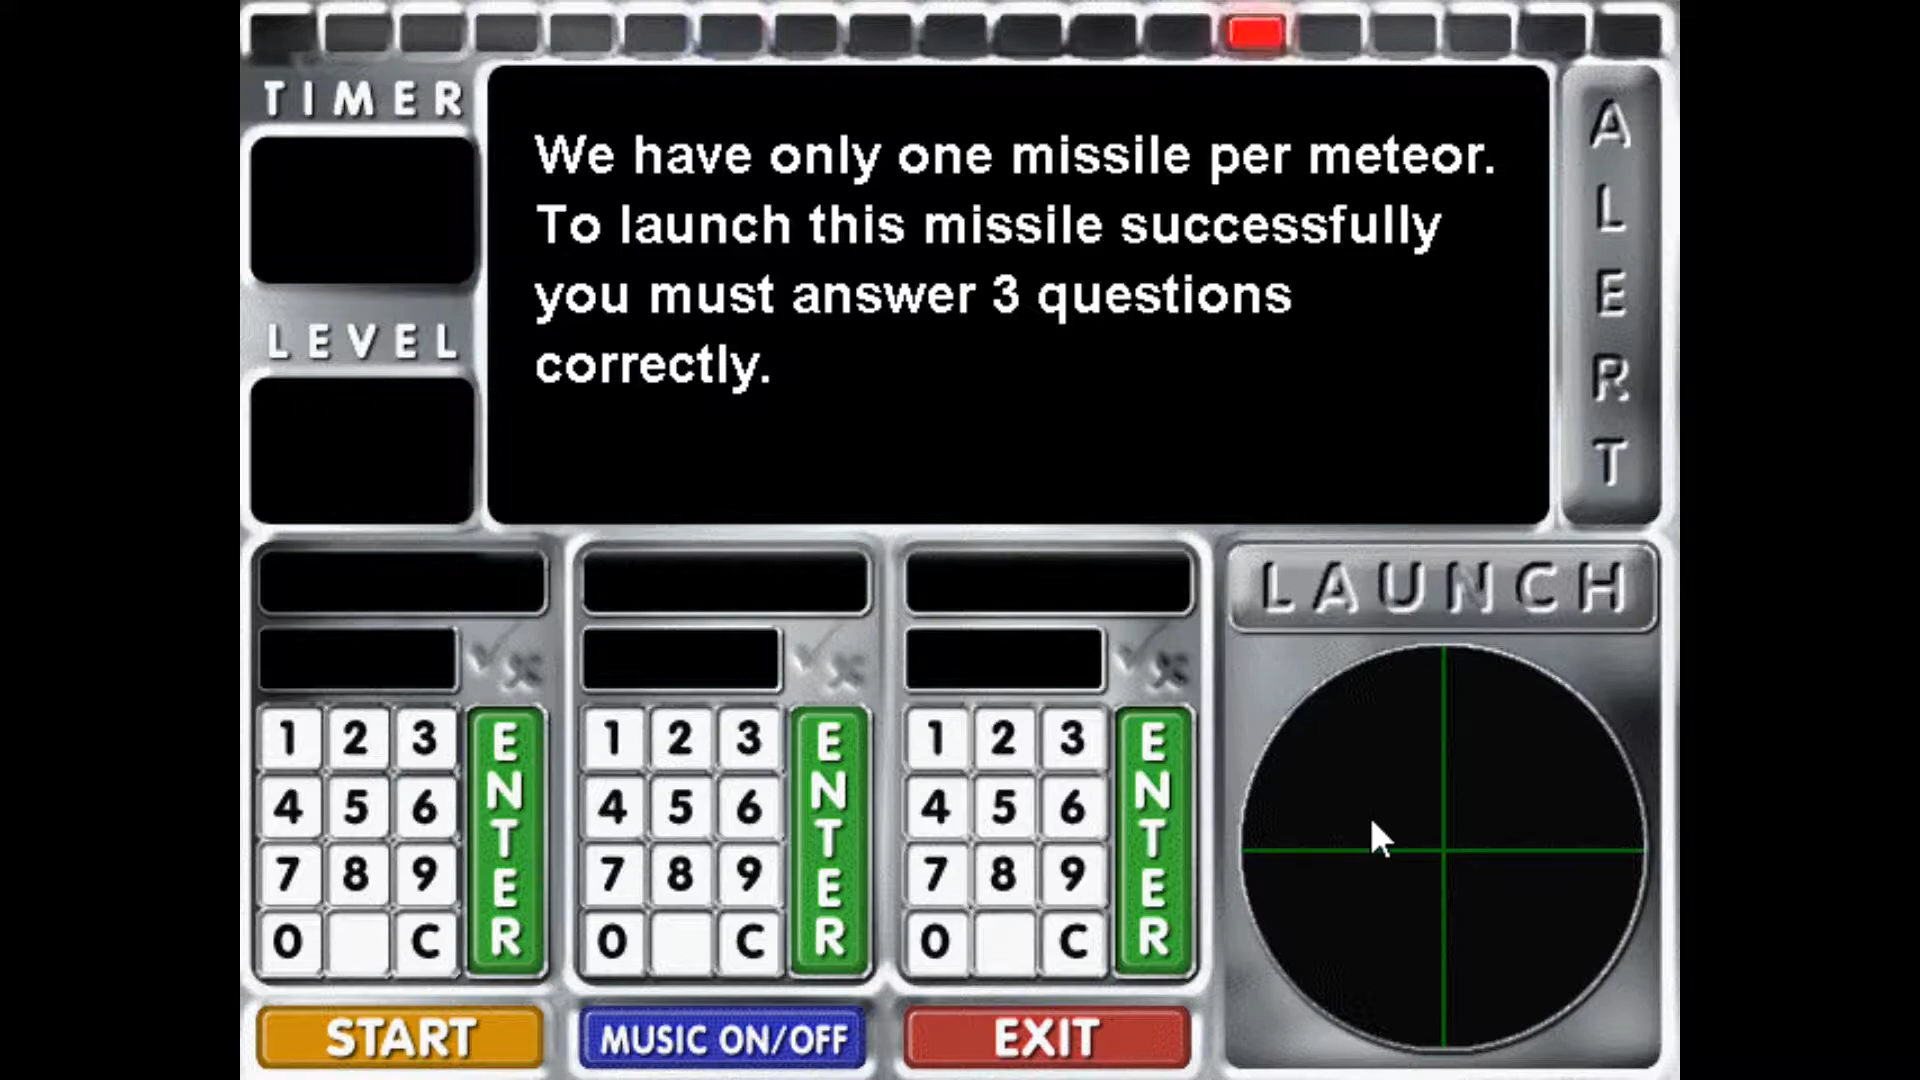 TIMER
We have only one missile per meteor.
To launch this missile successfully
you must answer 3 questions
correctly.
ALERT
LEVEL
LAUNCH
1 2 3
4 5 6
7 8 9
0 C
ENTER
1 2 3
4 5 6
7 8 9
0 C
ENTER
1 2 3
4 5 6
7 8 9
0 C
ENTER
START
MUSIC ON/OFF
EXIT